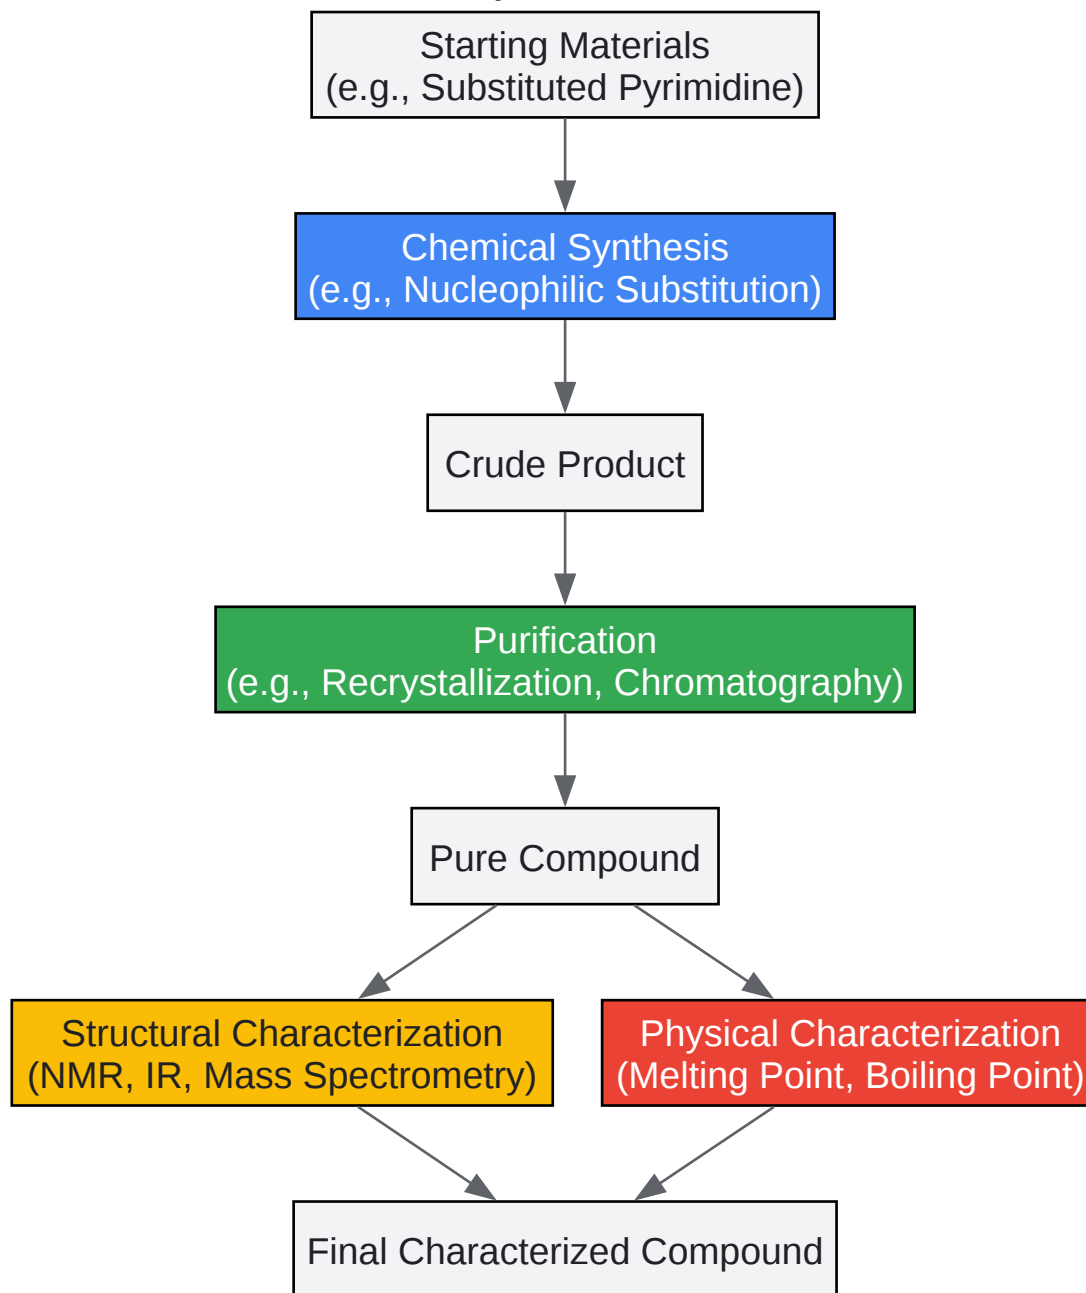 Starting Materials
(e.g., Substituted Pyrimidine)
Chemical Synthesis
(e.g., Nucleophilic Substitution)
Crude Product
Purification
(e.g., Recrystallization, Chromatography)
Pure Compound
Structural Characterization
(NMR, IR, Mass Spectrometry)
Physical Characterization
(Melting Point, Boiling Point)
Final Characterized Compound